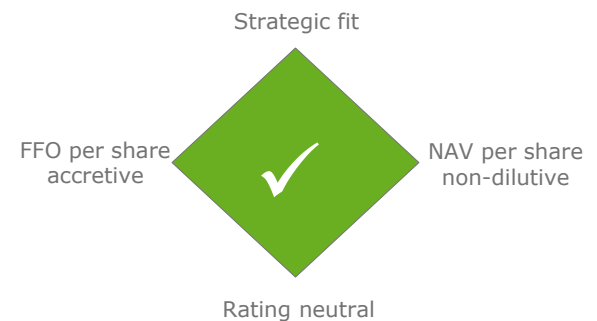 Strategic fit
FFO per share
accretive
NAV per share
non-dilutive
Rating neutral